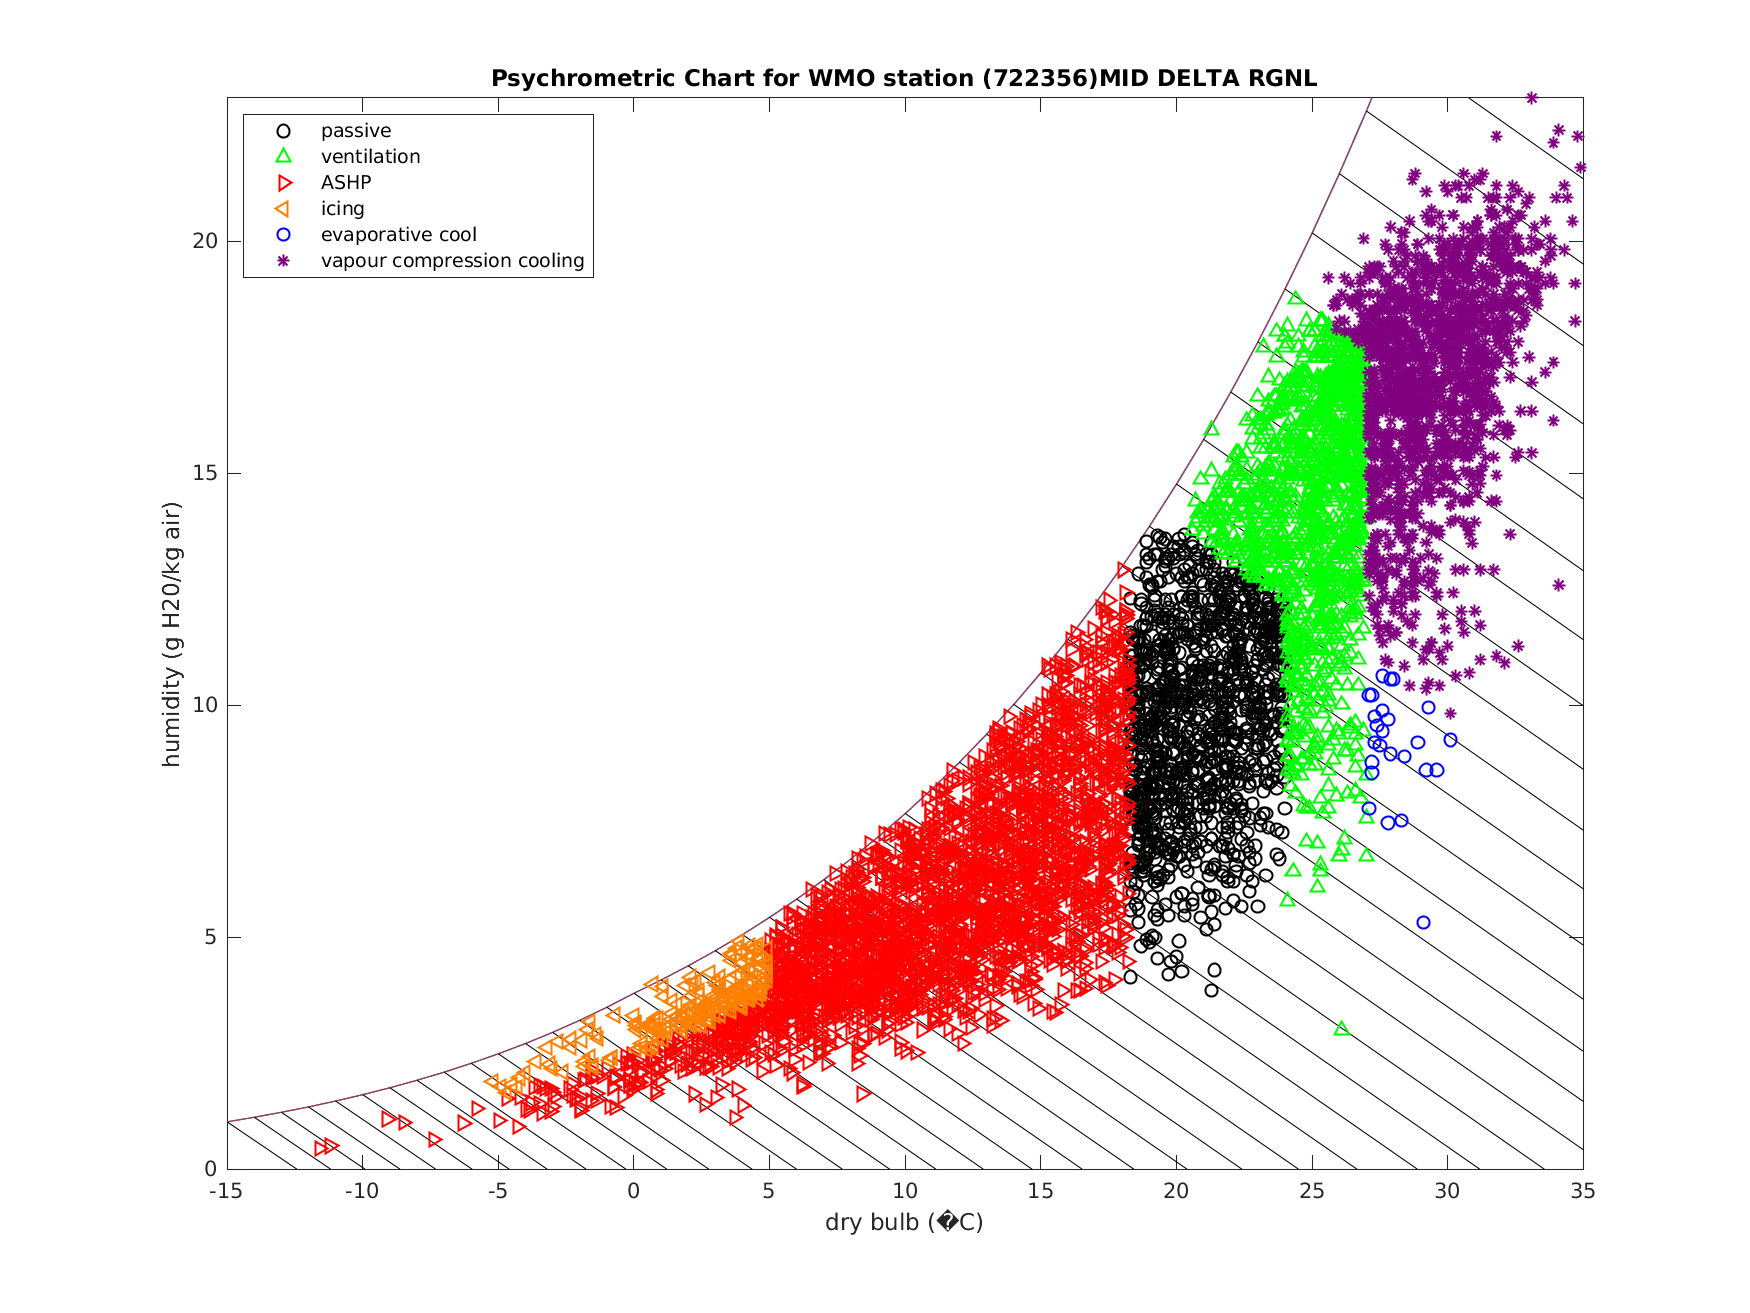 Psychrometric Chart for WMO station (722356)MID DELTA RGNL
passive
ventilation
ASHP
icing
evaporative cool
vapour compression cooling
humidity (g H20/kg air)
20
15
10
5
0
-15 -10 -5 0 5 10 15 20 25 30 35
dry bulb (�C)